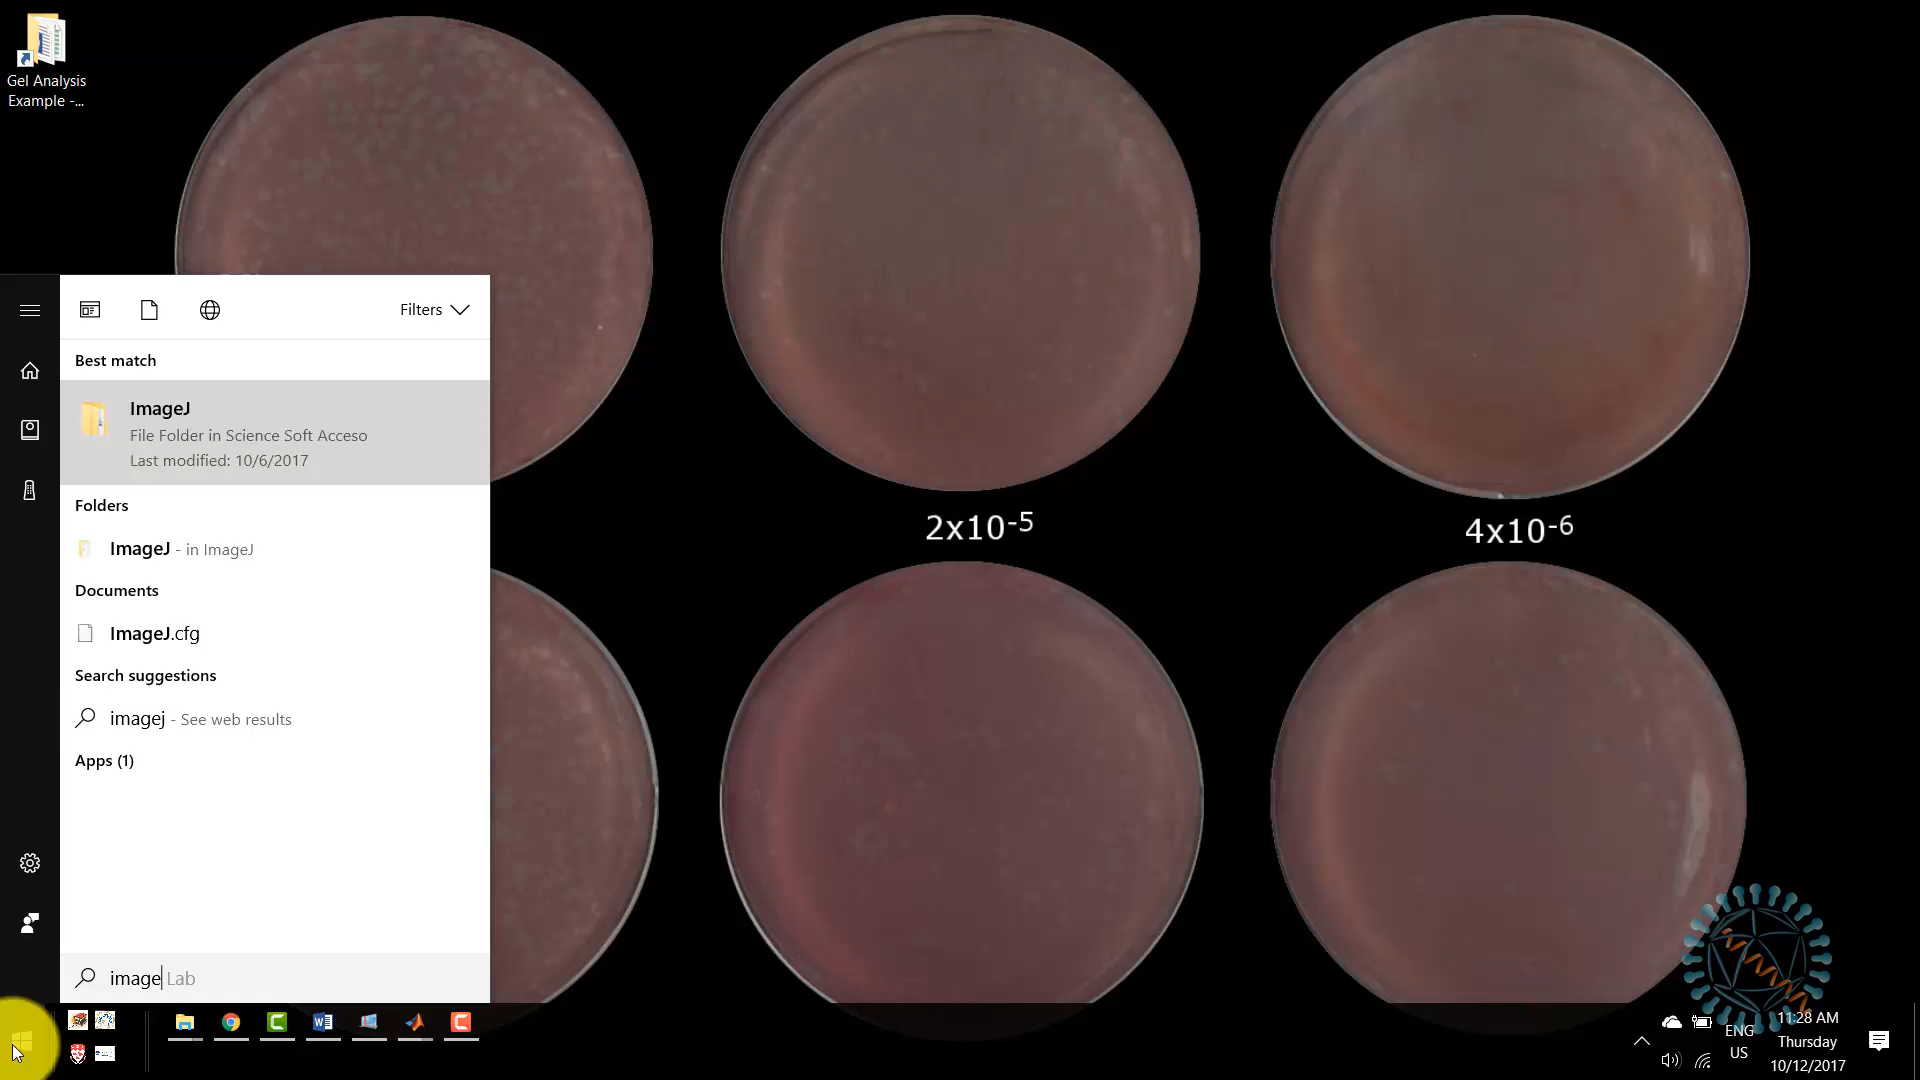 Gel Analysis
Example -...
Filters
Best match
ImageJ
File Folder in Science Soft Acceso
Last modified: 10/6/2017
Folders
ImageJ - in ImageJ
Documents
ImageJ.cfg
Search suggestions
imagej - See web results
Apps (1)
image Lab
2x10-5
4x10-6
ENG
US
11:28 AM
Thursday
10/12/2017